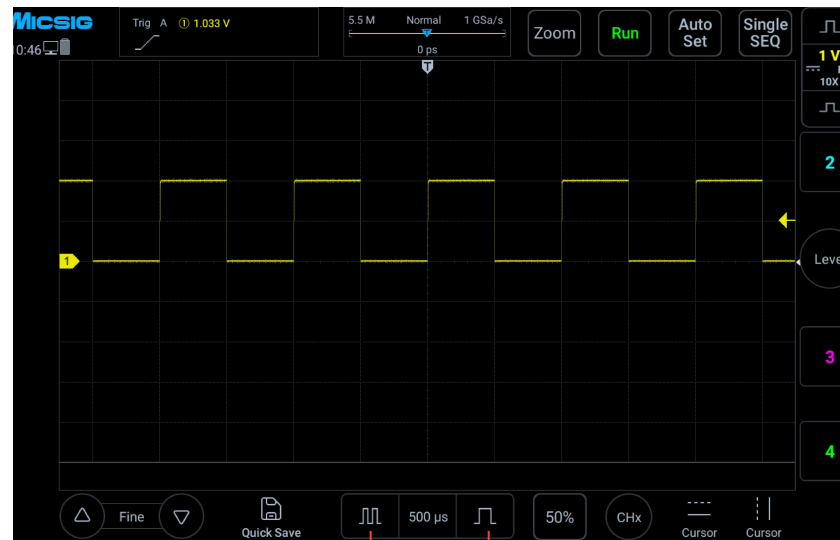 Micsig
Trig A ① 1.033 V
5.5 M Normal 1 GSa/s
0 ps
Zoom
Run
Auto
Set
Single
SEQ
0:46
1 V
10X
T
2
1
Leve
3
4
Fine
Quick Save
500 µs
50%
CHx
Cursor
Cursor